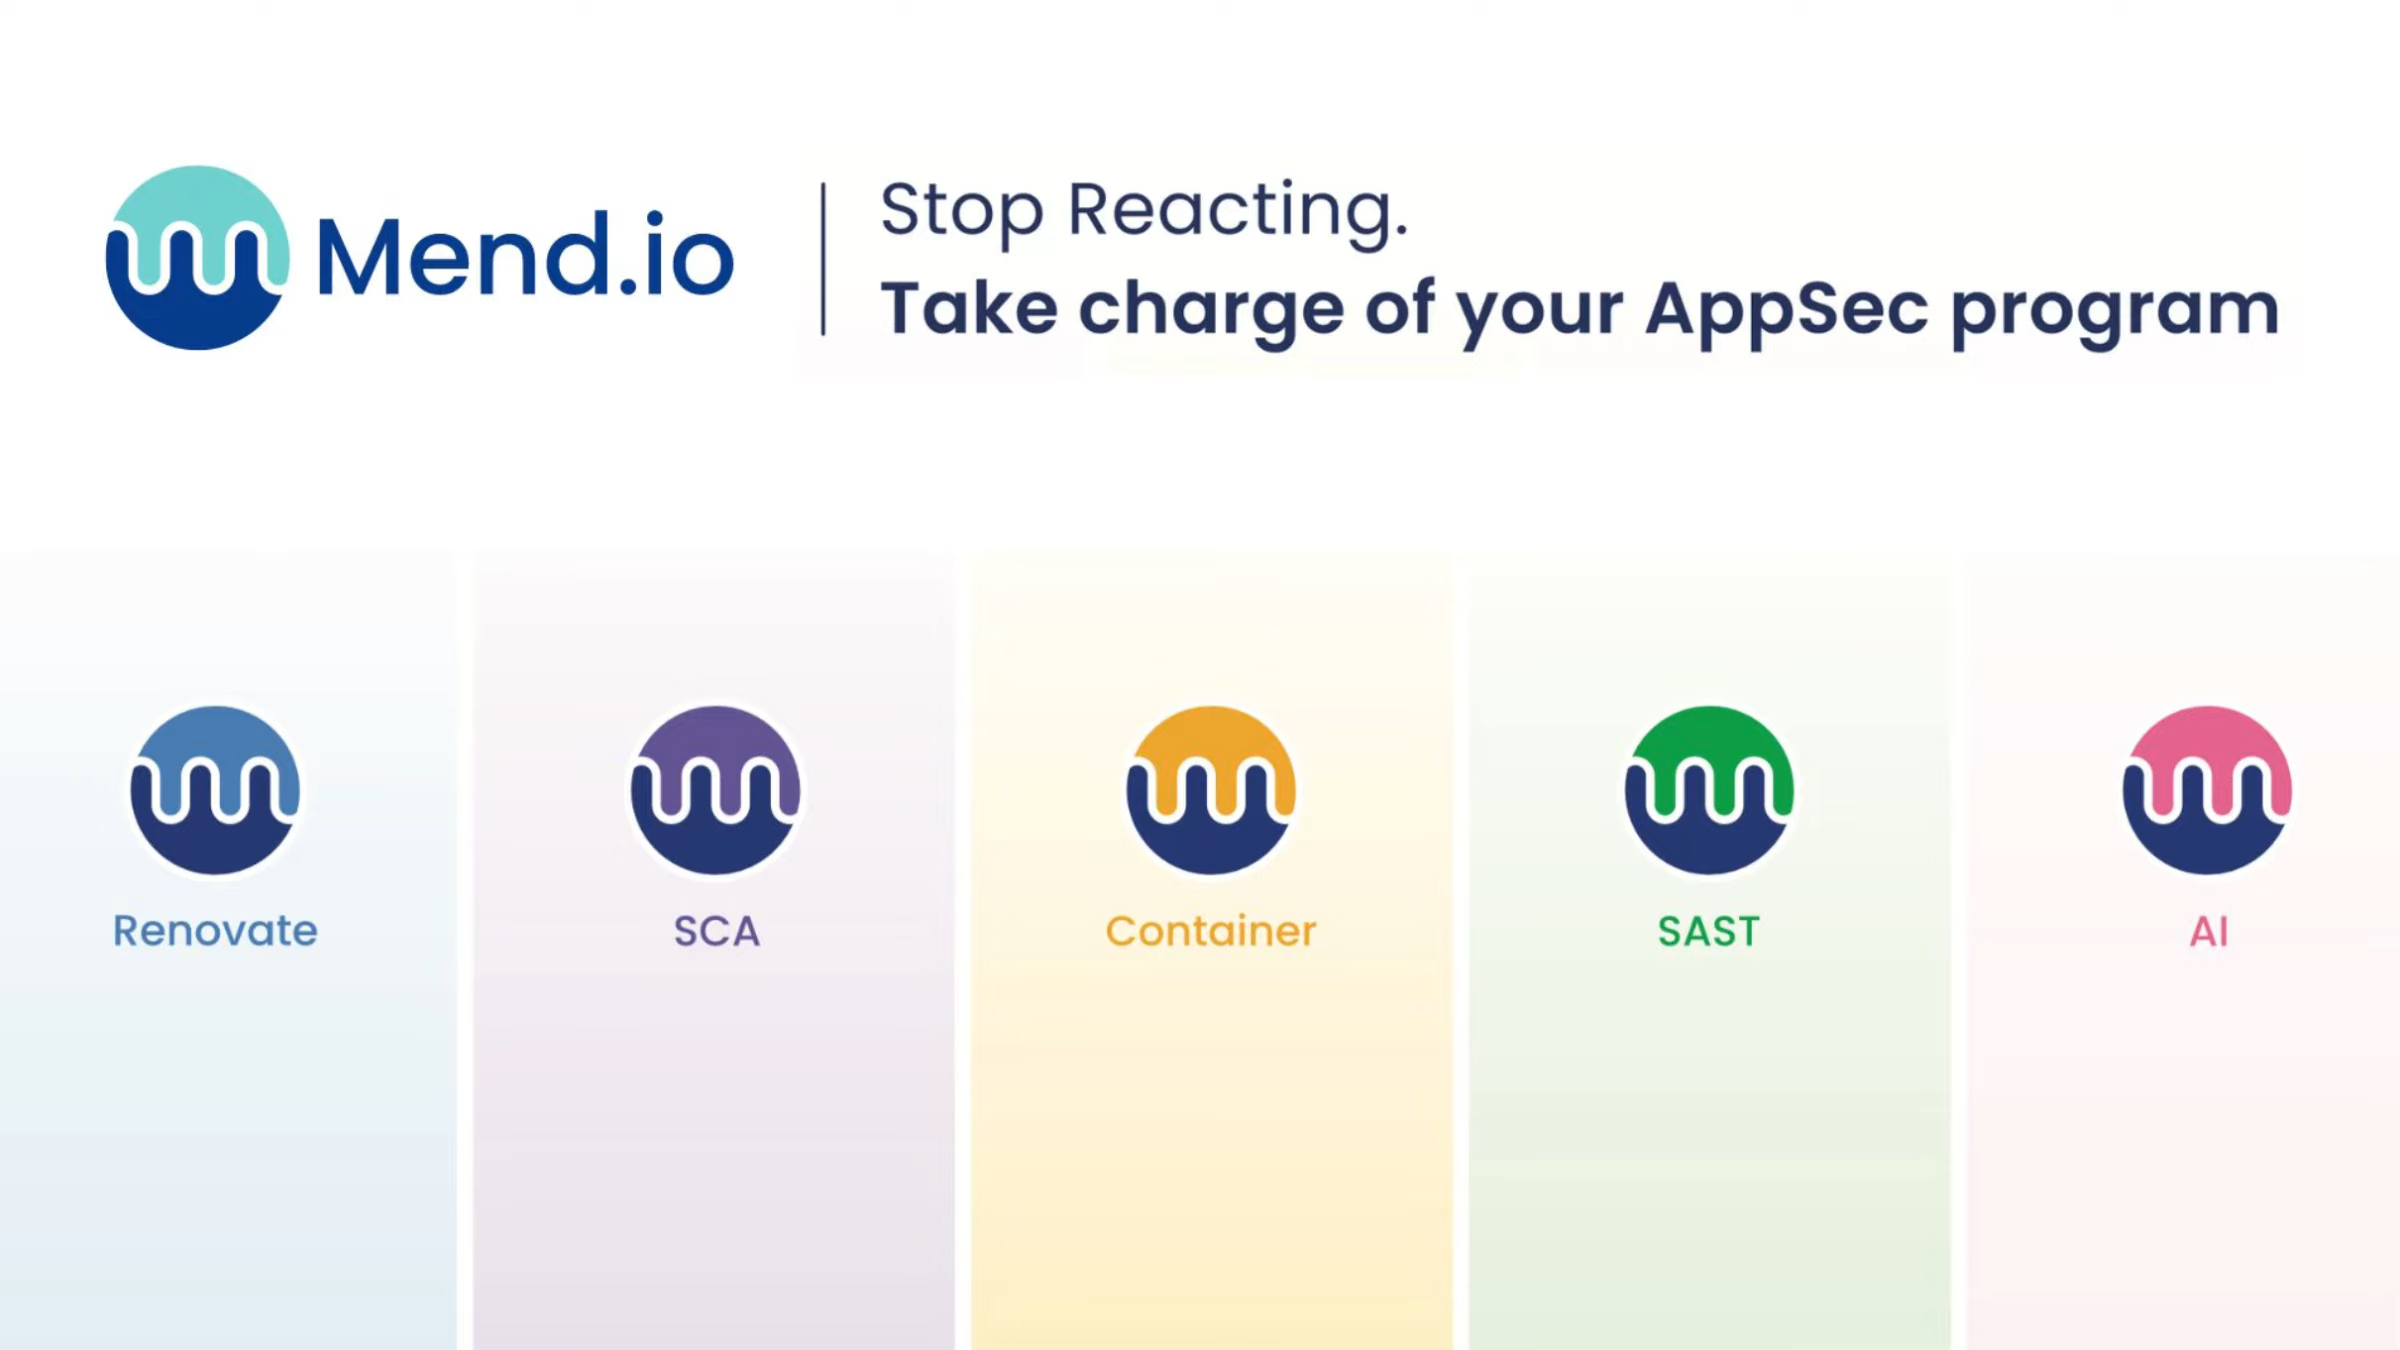 Mend.io
Stop Reacting.
Take charge of your AppSec program
Renovate
SCA
Container
SAST
AI